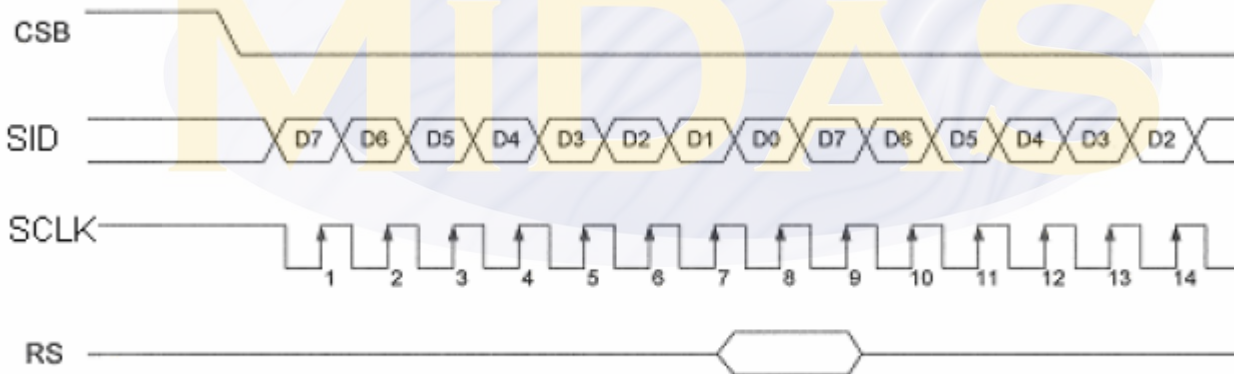 MIDAS
CSB
SID D7 D6 D5 D4 D3 D2 D1 D0 D7 D6 D5 D4 D3 D2
SCLK
1 2 3 4 5 6 7 8 9 10 11 12 13 14
RS